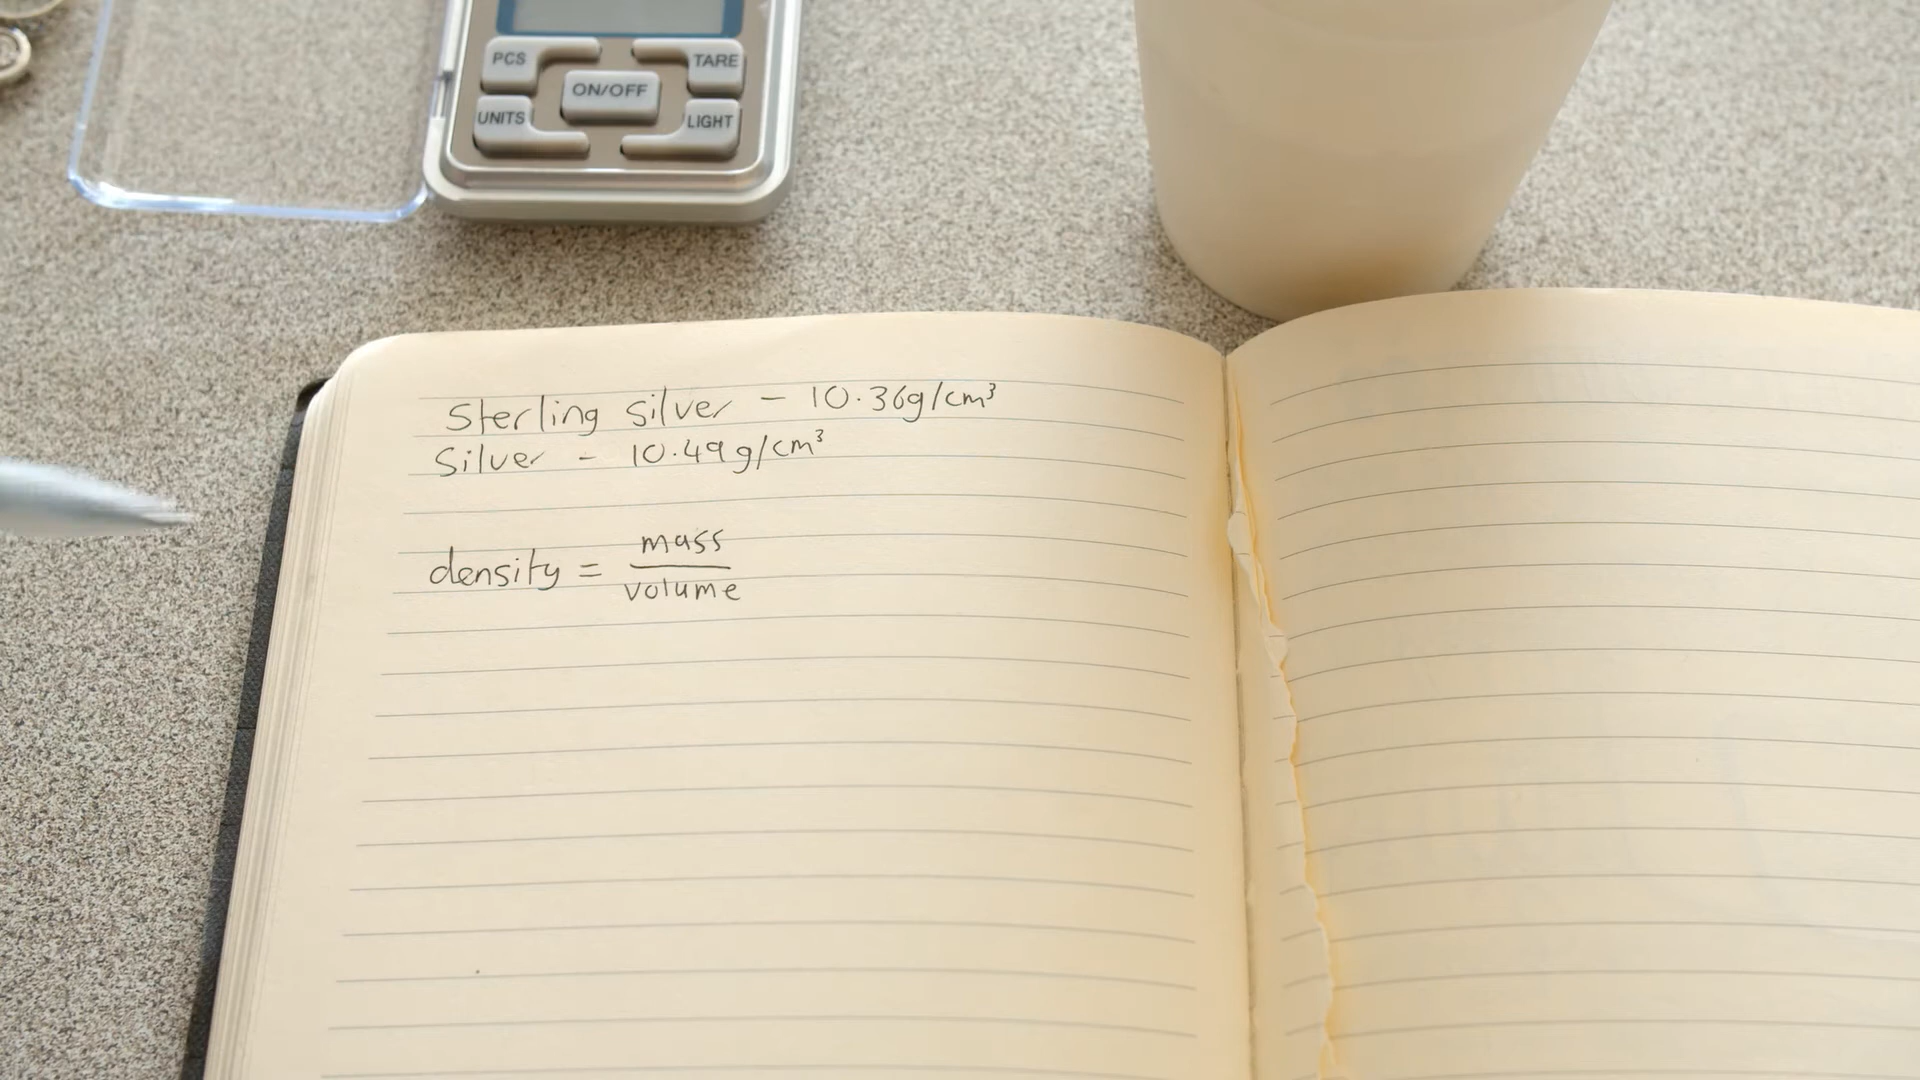 PCS
TARE
ON/OFF
UNITS
LIGHT
Sterling silver - 10.36g/cm³
Silver - 10.49g/cm³
density = mass
volume